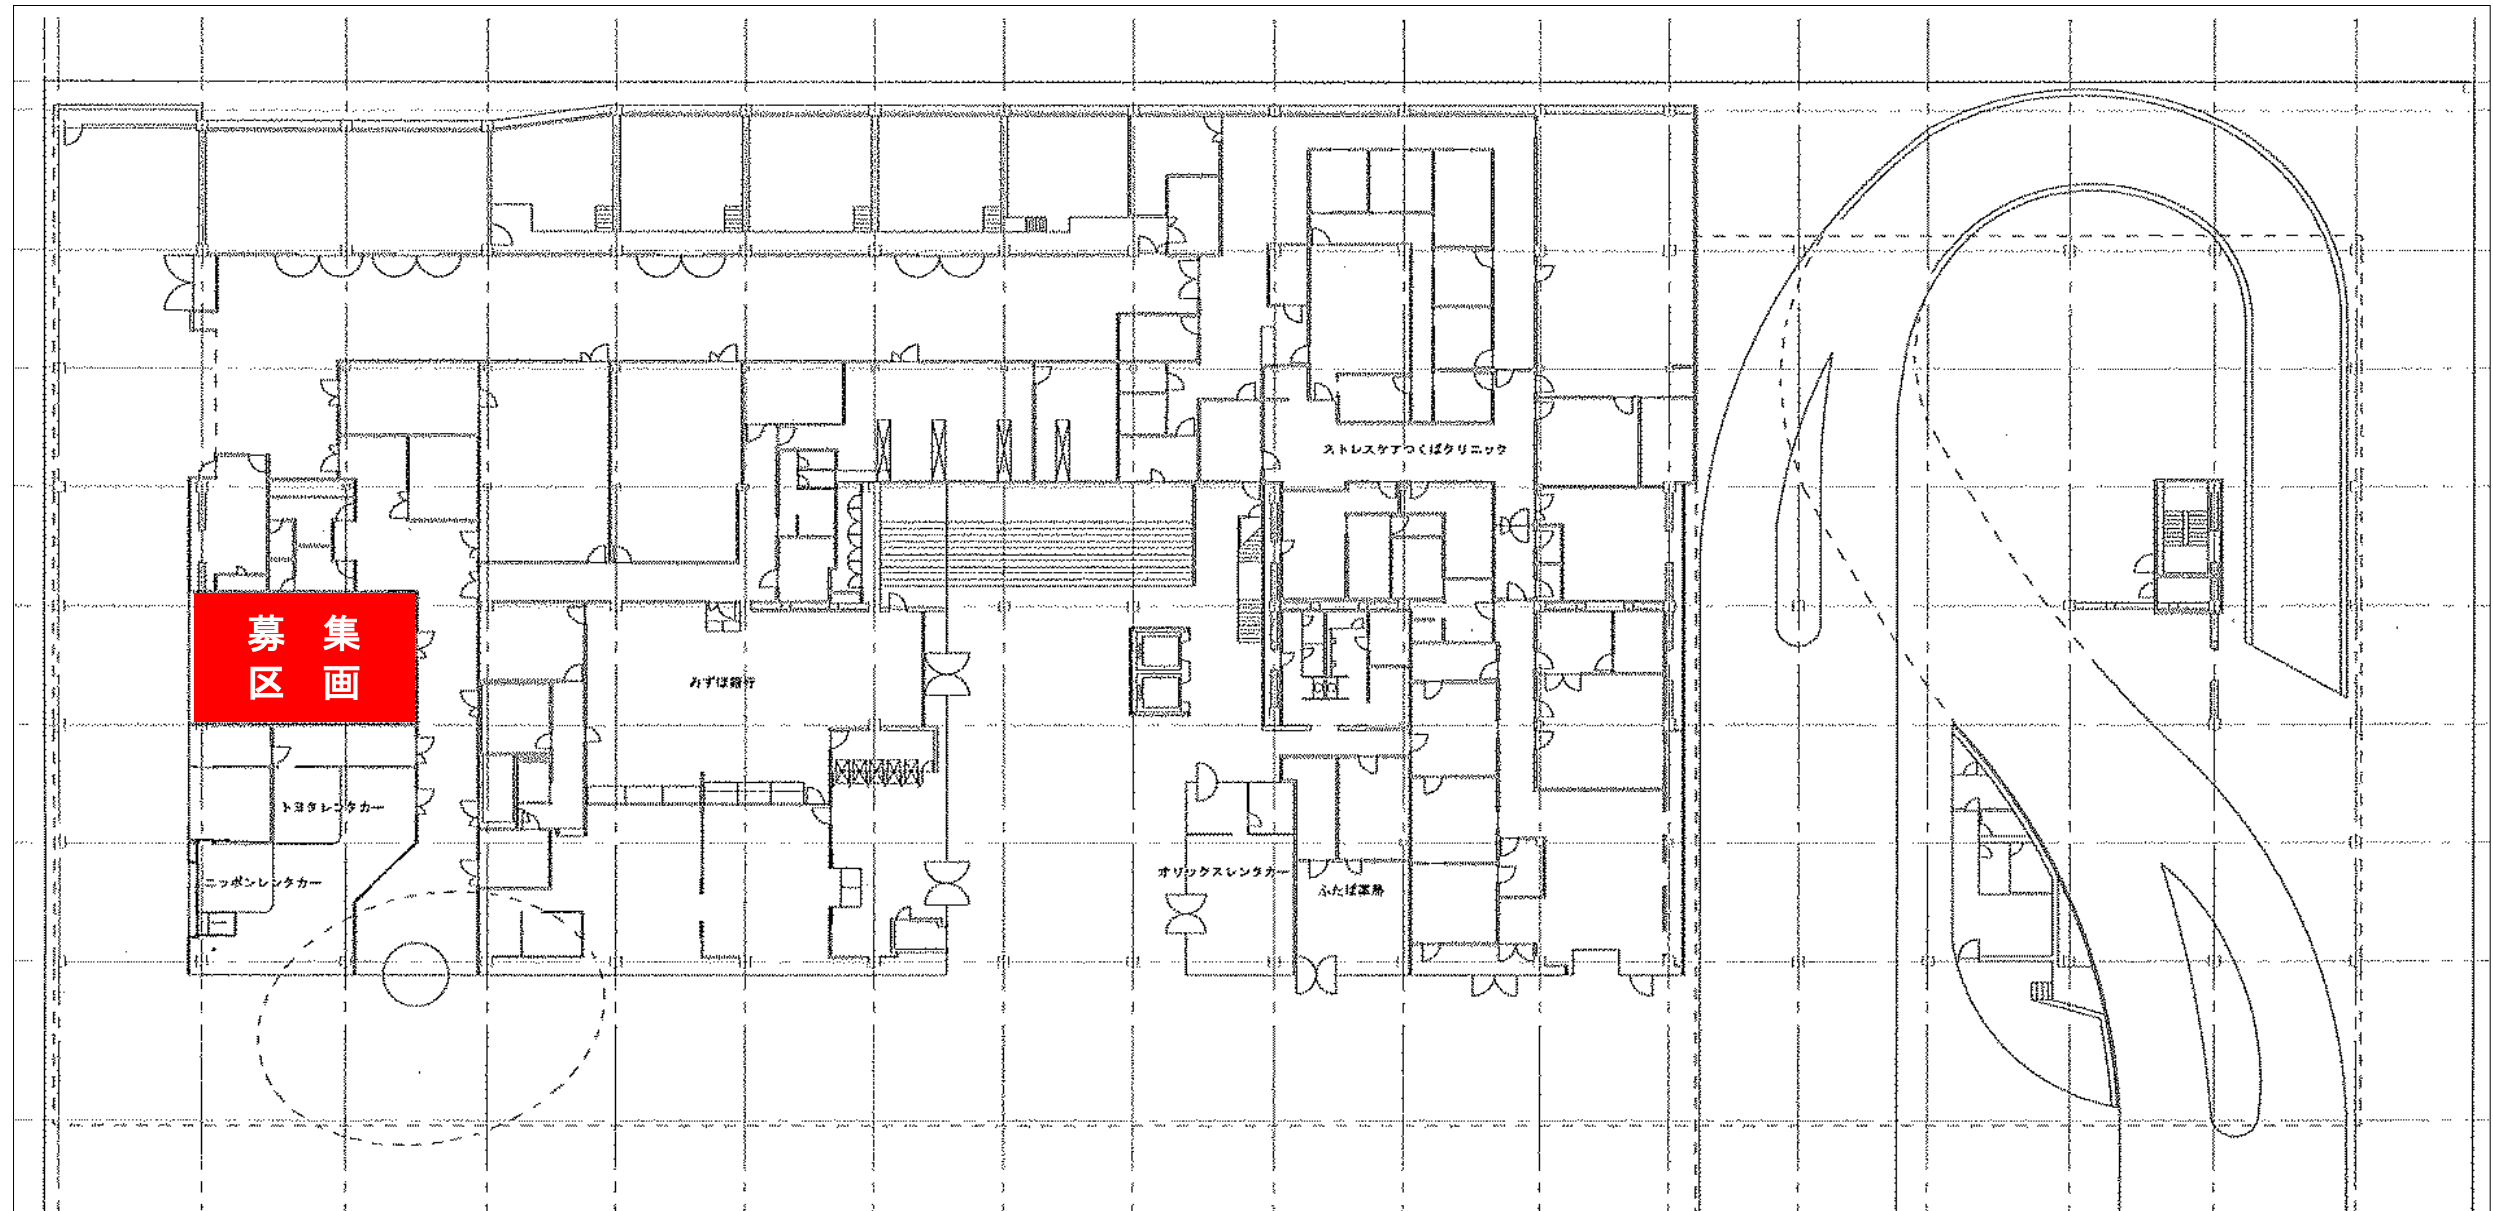 ストレスケアつくばクリニック
募 集
区 画
みずほ銀行
トヨタレンタカー
オリックスレンタカー
ニッポンレンタカー
ふたば薬局